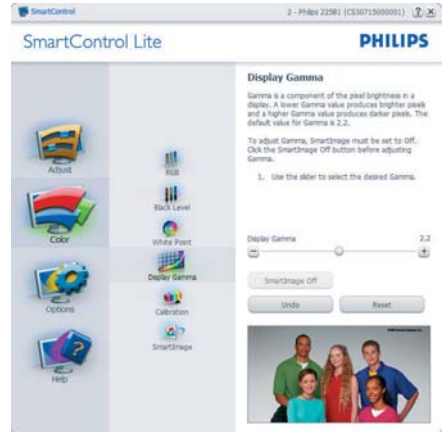 SmartControl
2 - Philips 225B1 (CS30715000001)
SmartControl Lite
PHILIPS
Adjust
Color
Options
Help
RGB
Black Level
White Point
Display Gamma
Calibration
SmartImage
Display Gamma
Gamma is a component of the pixel brightness in a
display. A lower Gamma value produces brighter pixels
and a higher Gamma value produces darker pixels. The
default value for Gamma is 2.2.
To adjust Gamma, SmartImage must be set to Off.
Click the SmartImage Off button before adjusting
Gamma.
1. Use the slider to select the desired Gamma.
Display Gamma 2.2
SmartImage Off
Undo Reset